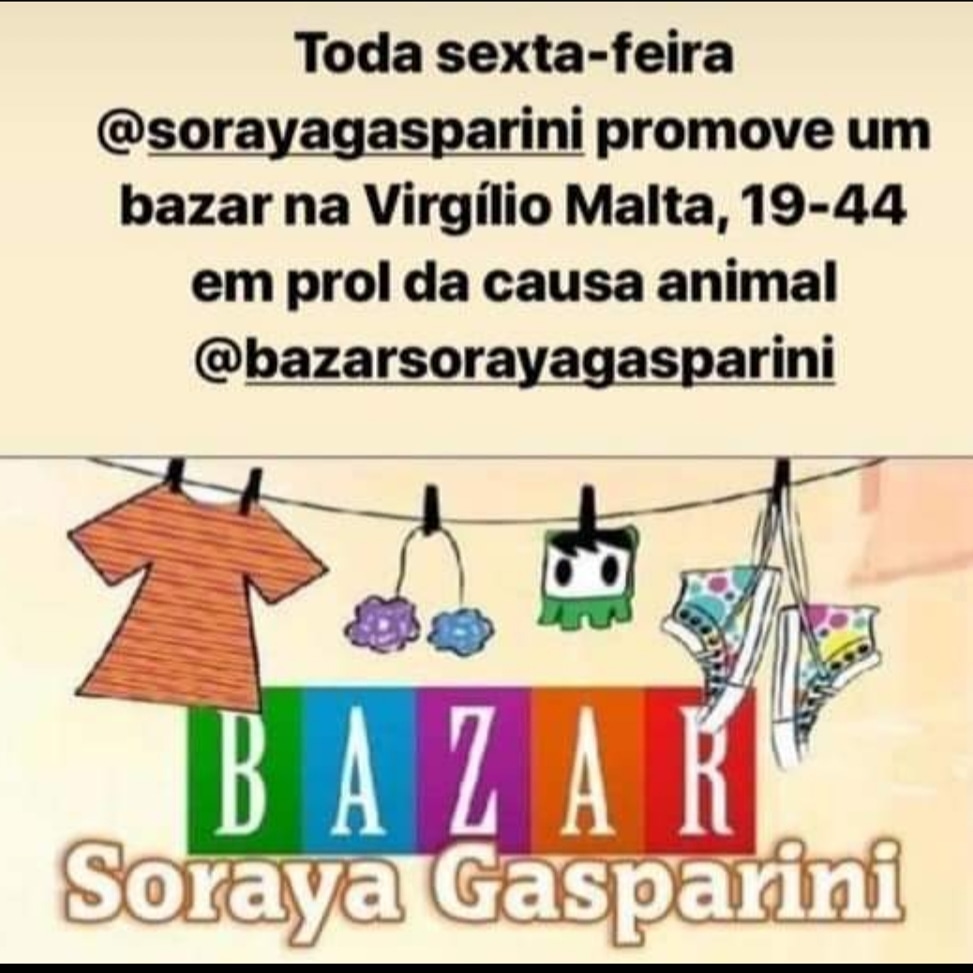 Toda sexta-feira
@sorayagasparini promove um
bazar na Virgílio Malta, 19-44
em prol da causa animal
@bazarsorayagasparini
BAZAR
Soraya Gasparini